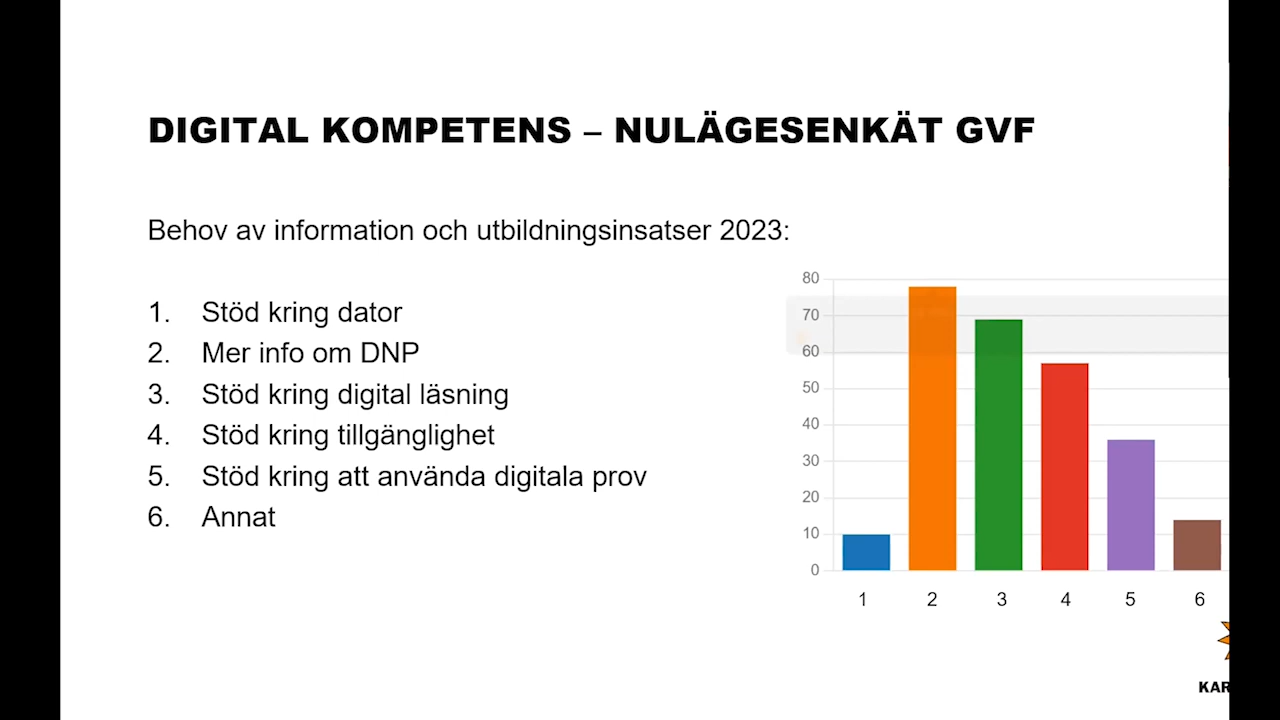 DIGITAL KOMPETENS – NULÄGESENKÄT GVF
Behov av information och utbildningsinsatser 2023:
1. Stöd kring dator
2. Mer info om DNP
3. Stöd kring digital läsning
4. Stöd kring tillgänglighet
5. Stöd kring att använda digitala prov
6. Annat
80
70
60
50
40
30
20
10
0
1 2 3 4 5 6
KAR